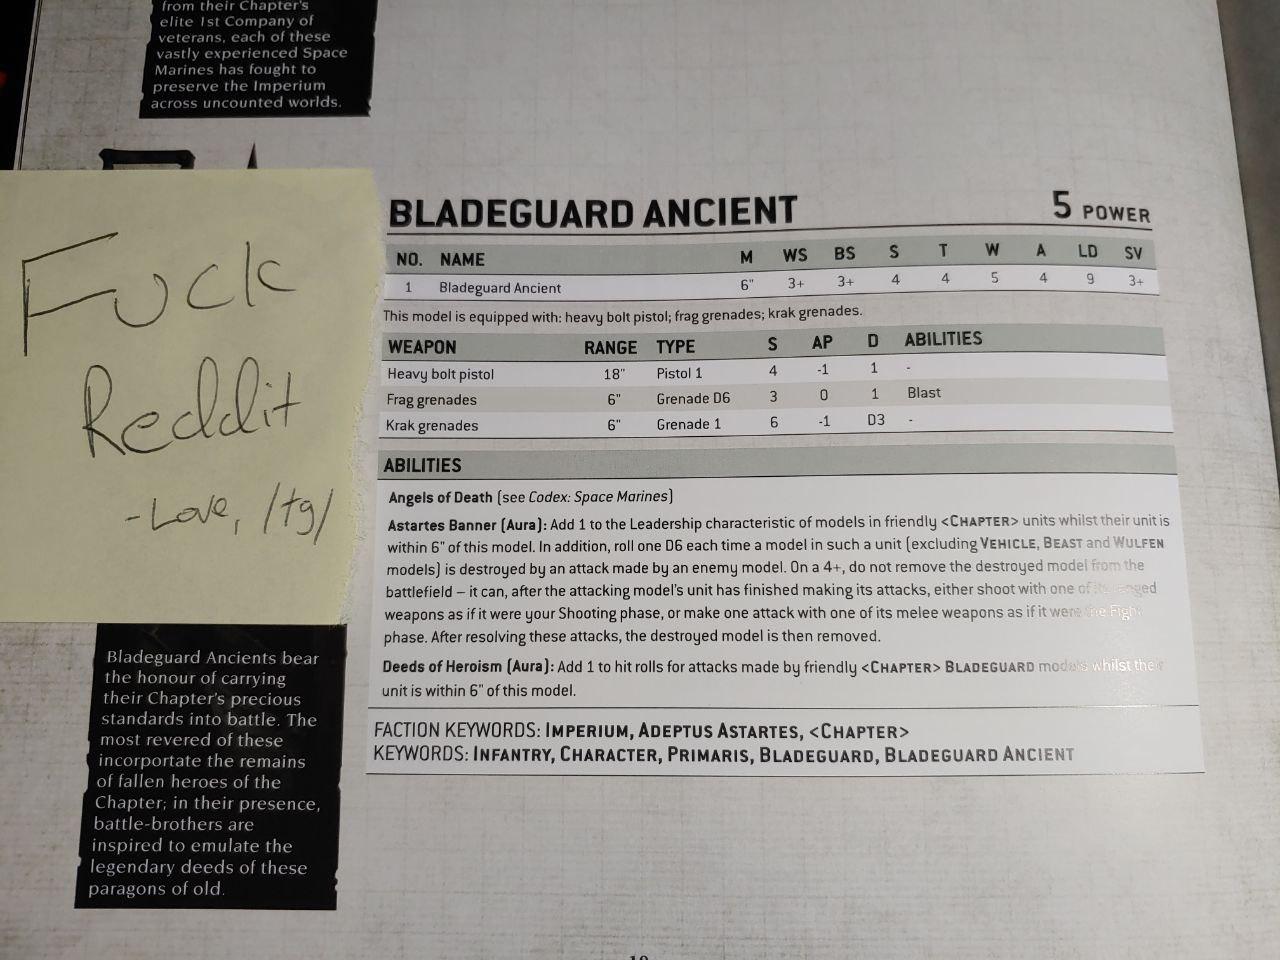 from their Chapter's
elite 1st Company of
veterans, each of these
vastly experienced Space
Marines has fought to
preserve the Imperium
across uncounted worlds.
Fuck
Reddit
-Love, /tg/
BLADEGUARD ANCIENT 5 POWER
NO. NAME M WS BS S T W A LD SV
1 Bladeguard Ancient 6" 3+ 3+ 4 4 5 4 9 3+
This model is equipped with: heavy bolt pistol; frag grenades; krak grenades.
WEAPON RANGE TYPE S AP D ABILITIES
Heavy bolt pistol 18" Pistol 1 4 -1 1 -
Frag grenades 6" Grenade D6 3 0 1 Blast
Krak grenades 6" Grenade 1 6 -1 D3 -
ABILITIES
Angels of Death (see Codex: Space Marines)
Astartes Banner (Aura): Add 1 to the Leadership characteristic of models in friendly <CHAPTER> units whilst their unit is
within 6" of this model. In addition, roll one D6 each time a model in such a unit (excluding VEHICLE, BEAST and WULFEN
models) is destroyed by an attack made by an enemy model. On a 4+, do not remove the destroyed model from the
battlefield – it can, after the attacking model's unit has finished making its attacks, either shoot with one of its ranged
weapons as if it were your Shooting phase, or make one attack with one of its melee weapons as if it were the Fight
phase. After resolving these attacks, the destroyed model is then removed.
Deeds of Heroism (Aura): Add 1 to hit rolls for attacks made by friendly <CHAPTER> BLADEGUARD models whilst their
unit is within 6" of this model.
FACTION KEYWORDS: IMPERIUM, ADEPTUS ASTARTES, <CHAPTER>
KEYWORDS: INFANTRY, CHARACTER, PRIMARIS, BLADEGUARD, BLADEGUARD ANCIENT
Bladeguard Ancients bear
the honour of carrying
their Chapter's precious
standards into battle. The
most revered of these
incorportate the remains
of fallen heroes of the
Chapter; in their presence,
battle-brothers are
inspired to emulate the
legendary deeds of these
paragons of old.